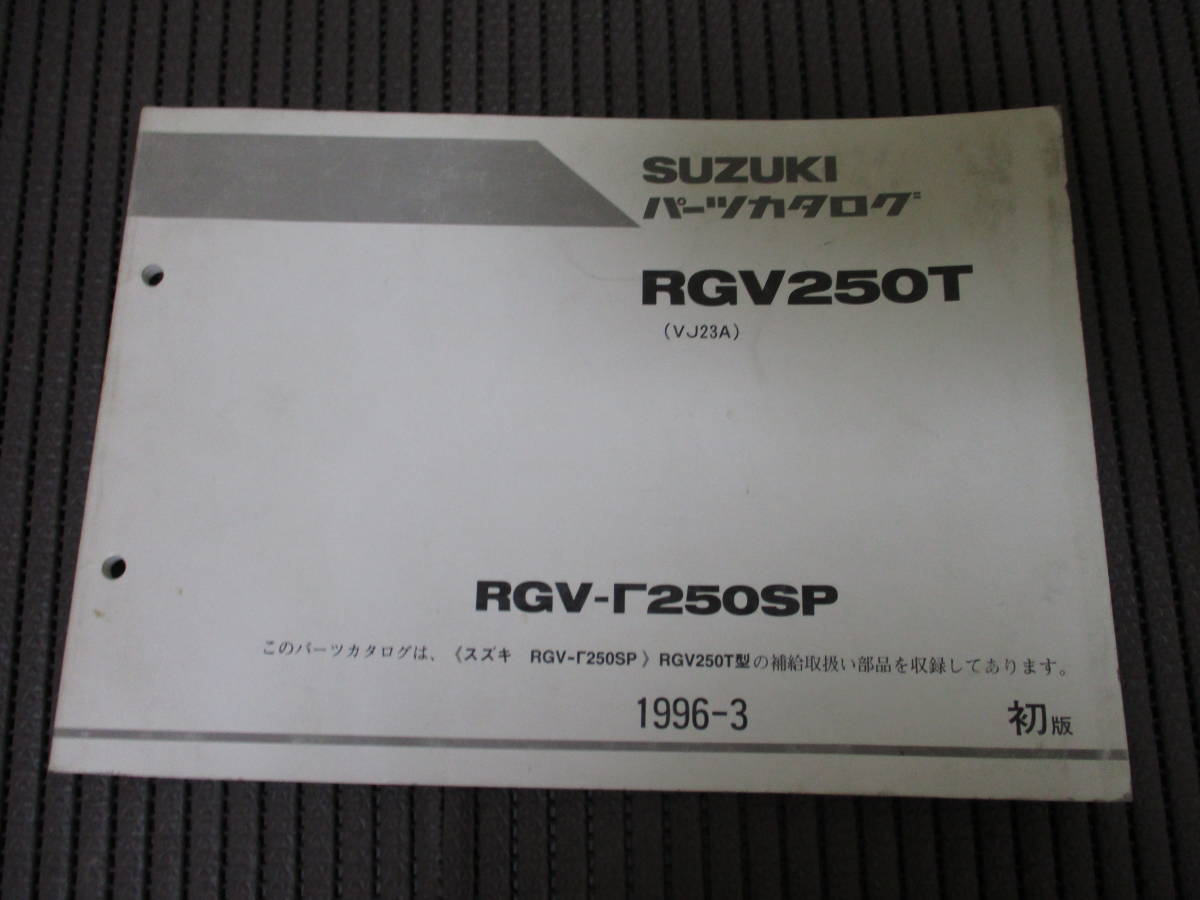 SUZUKI
パーツカタログ
RGV250T
(VJ23A)
RGV-Γ250SP
このパーツカタログは、〈スズキ　RGV-Γ250SP〉RGV250T型の補給取扱い部品を収録してあります。
1996-3 初版